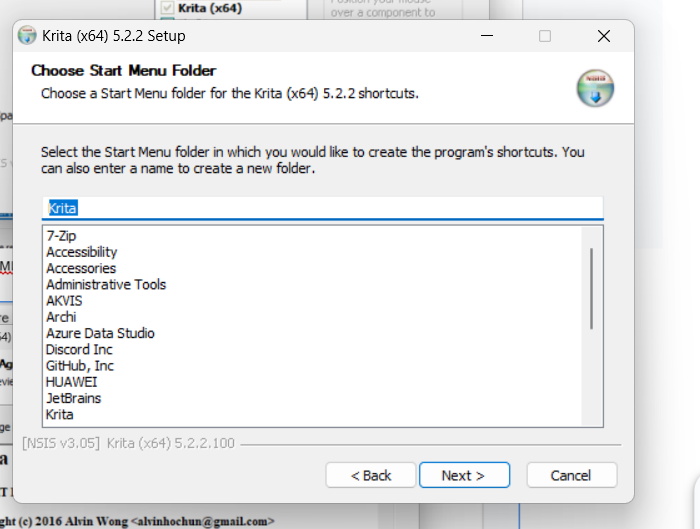 Krita (x64)
Position your mouse
over a component to
Krita (x64) 5.2.2 Setup
Choose Start Menu Folder
Choose a Start Menu folder for the Krita (x64) 5.2.2 shortcuts.
NSIS
Select the Start Menu folder in which you would like to create the program's shortcuts. You
can also enter a name to create a new folder.
Krita
7-Zip
Accessibility
Accessories
Administrative Tools
AKVIS
Archi
Azure Data Studio
Discord Inc
GitHub, Inc
HUAWEI
JetBrains
Krita
[NSIS v3.05] Krita (x64) 5.2.2.100
< Back
Next >
Cancel
ght (c) 2016 Alvin Wong <alvinhochun@gmail.com>